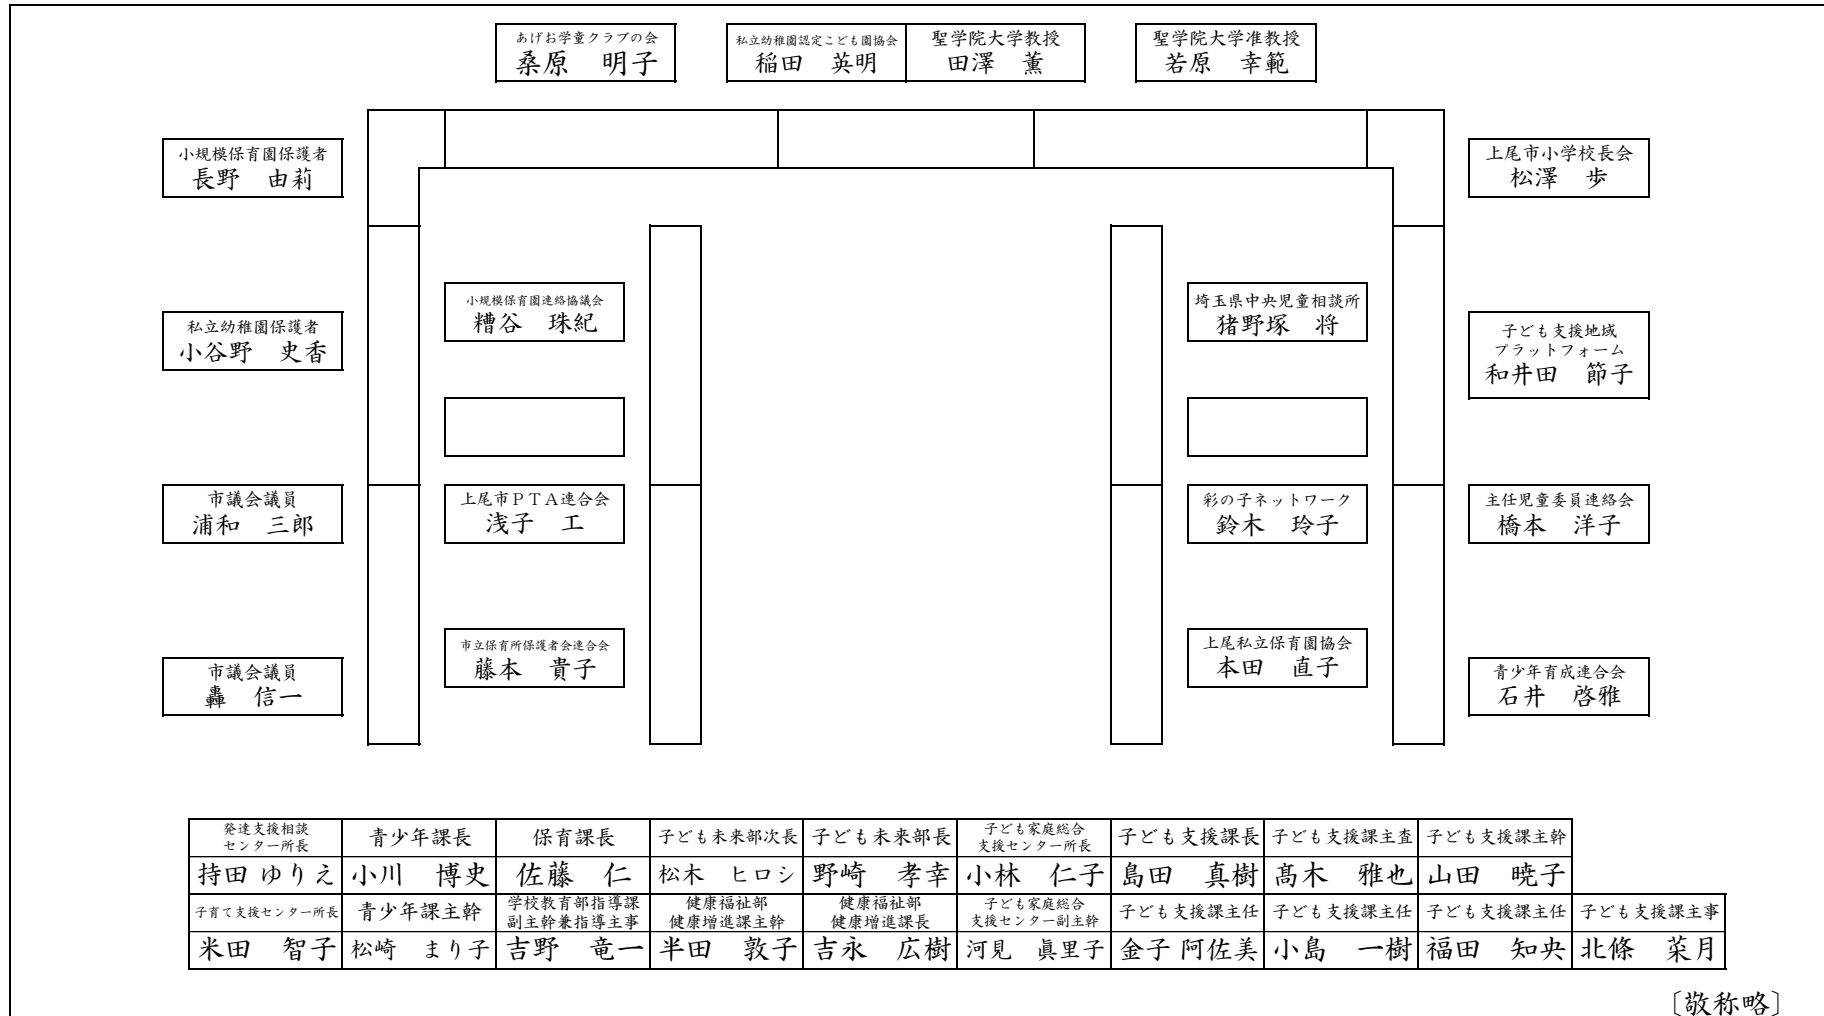 あげお学童クラブの会
桑原　明子
私立幼稚園認定こども園協会
稲田　英明
聖学院大学教授
田澤　薫
聖学院大学准教授
若原　幸範
小規模保育園保護者
長野　由莉
上尾市小学校長会
松澤　歩
小規模保育園連絡協議会
糟谷　珠紀
埼玉県中央児童相談所
猪野塚　将
私立幼稚園保護者
小谷野　史香
子ども支援地域
プラットフォーム
和井田　節子
市議会議員
浦和　三郎
上尾市ＰＴＡ連合会
浅子　工
彩の子ネットワーク
鈴木　玲子
主任児童委員連絡会
橋本　洋子
市立保育所保護者会連合会
藤本　貴子
上尾私立保育園協会
本田　直子
市議会議員
轟　信一
青少年育成連合会
石井　啓雅
発達支援相談
センター所長
持田 ゆりえ
青少年課長
小川　博史
保育課長
佐藤　仁
子ども未来部次長
松木　ヒロシ
子ども未来部長
野崎　孝幸
子ども家庭総合
支援センター所長
小林　仁子
子ども支援課長
島田　真樹
子ども支援課主査
髙木　雅也
子ども支援課主幹
山田　暁子
子育て支援センター所長
米田　智子
青少年課主幹
松崎　まり子
学校教育部指導課
副主幹兼指導主事
吉野　竜一
健康福祉部
健康増進課主幹
半田　敦子
健康福祉部
健康増進課長
吉永　広樹
子ども家庭総合
支援センター副主幹
河見　眞里子
子ども支援課主任
金子 阿佐美
子ども支援課主任
小島　一樹
子ども支援課主任
福田　知央
子ども支援課主事
北條　菜月
〔敬称略〕